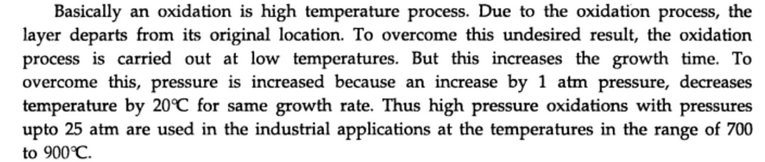 Basically an oxidation is high temperature process. Due to the oxidation process, the
layer departs from its original location. To overcome this undesired result, the oxidation
process is carried out at low temperatures. But this increases the growth time. To
overcome this, pressure is increased because an increase by 1 atm pressure, decreases
temperature by 20°C for same growth rate. Thus high pressure oxidations with pressures
upto 25 atm are used in the industrial applications at the temperatures in the range of 700
to 900°C.